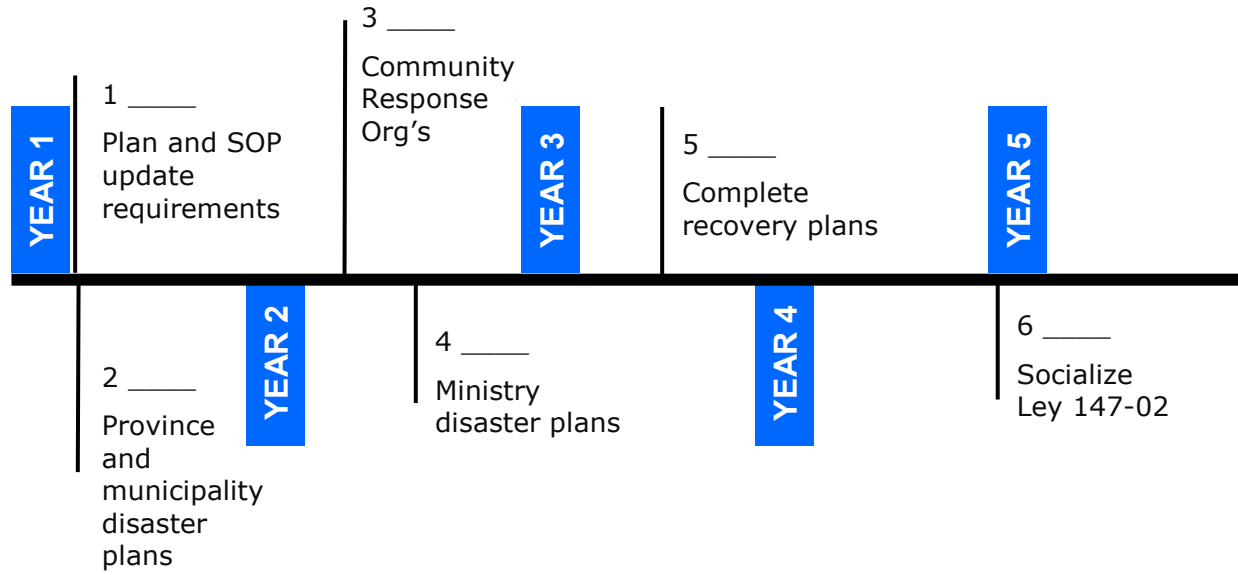 YEAR 1
1 ____
Plan and SOP
update
requirements
2 ____
Province
and
municipality
disaster
plans
YEAR 2
3 ____
Community
Response
Org's
4 ____
Ministry
disaster plans
YEAR 3
5 ____
Complete
recovery plans
YEAR 4
YEAR 5
6 ____
Socialize
Ley 147-02